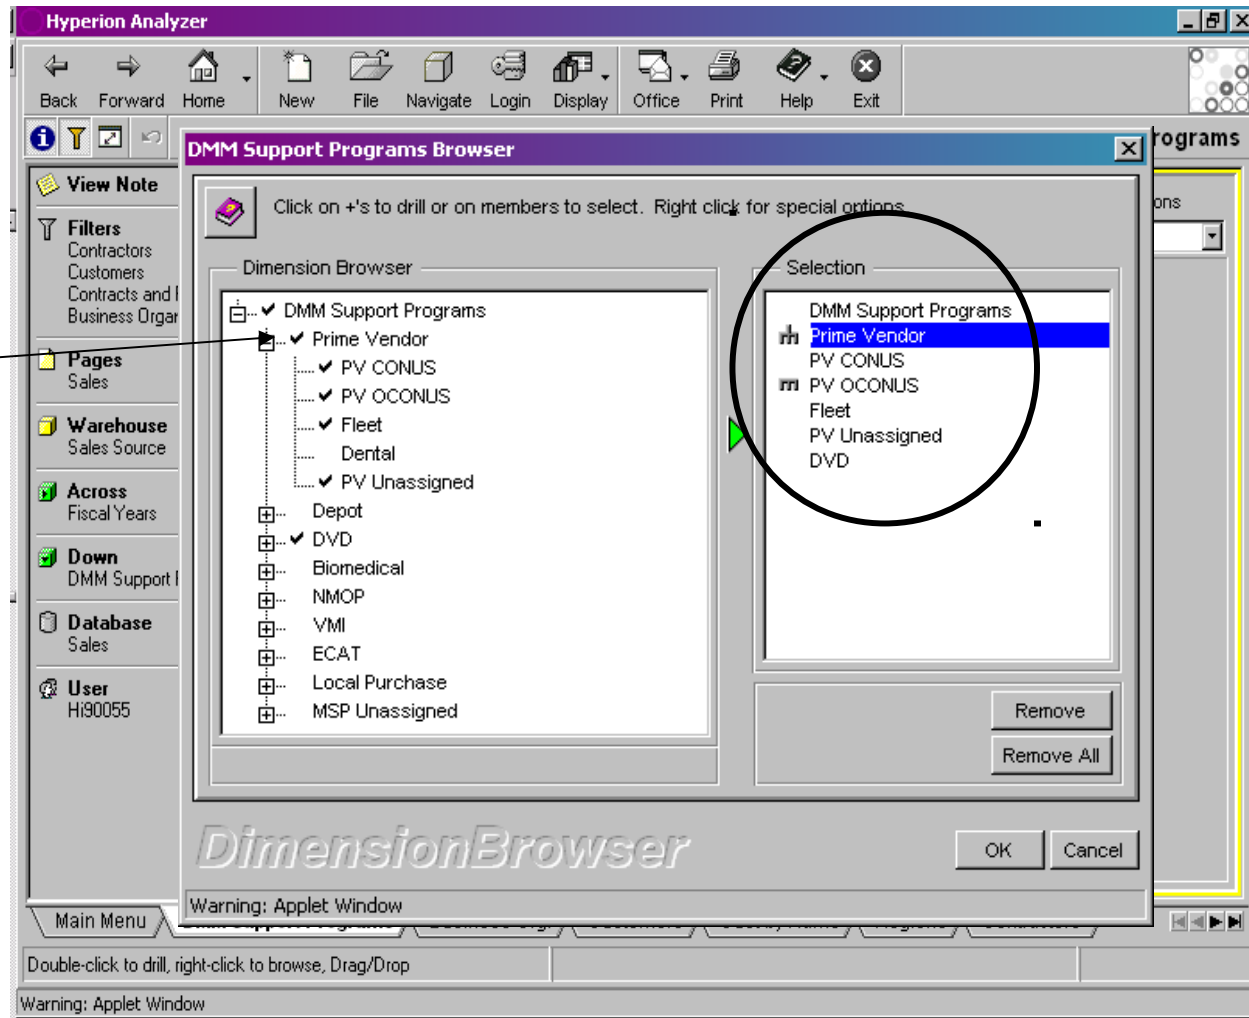 Hyperion Analyzer
Back Forward Home New File Navigate Login Display Office Print Help Exit
rograms
DMM Support Programs Browser
View Note
Click on +'s to drill or on members to select. Right click for special options
ons
Filters
Contractors
Customers
Contracts and
Business Orgar
Dimension Browser
Selection
DMM Support Programs
Prime Vendor
PV CONUS
PV OCONUS
Fleet
Dental
PV Unassigned
Depot
DVD
Biomedical
NMOP
VMI
ECAT
Local Purchase
MSP Unassigned
DMM Support Programs
Prime Vendor
PV CONUS
PV OCONUS
Fleet
PV Unassigned
DVD
Pages
Sales
Warehouse
Sales Source
Across
Fiscal Years
Down
DMM Support
Database
Sales
User
Hi90055
Remove
Remove All
DimensionBrowser
OK Cancel
Warning: Applet Window
Main Menu
Double-click to drill, right-click to browse, Drag/Drop
Warning: Applet Window